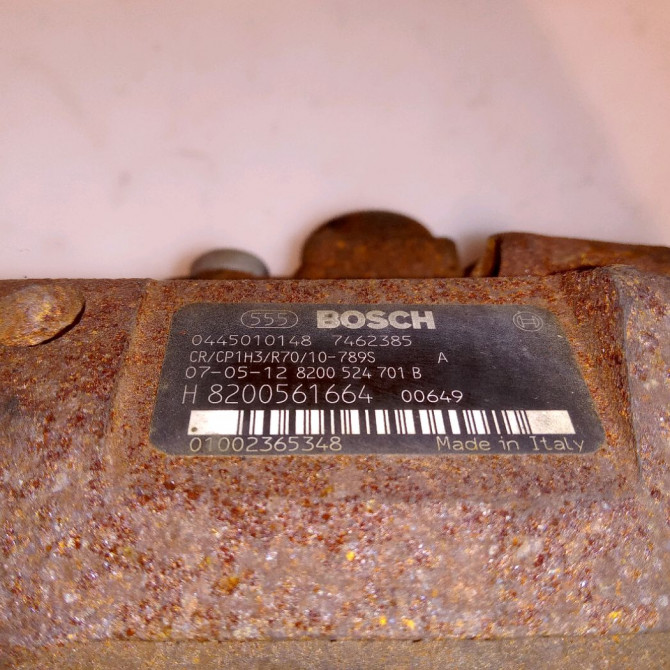 555 BOSCH
0445010148 7462385
CR/CP1H3/R70/10-789S A
07-05-12 8200 524 701 B
H 8200561664 00649
01002365348 Made in Italy